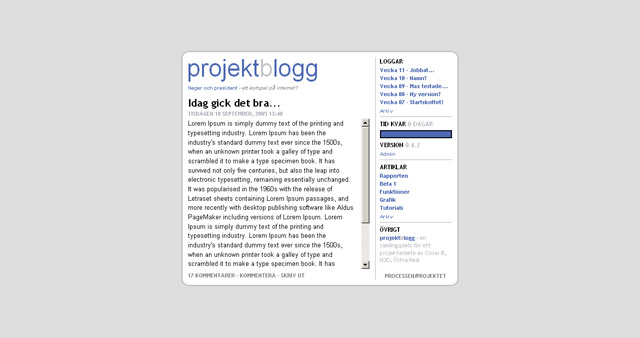 projektblogg
Neger och president - ett kortspel på internet?
Idag gick det bra...
TISDAGEN 18 SEPTEMBER, 2005 13:48
Lorem Ipsum is simply dummy text of the printing and
typesetting industry. Lorem Ipsum has been the
industry's standard dummy text ever since the 1500s,
when an unknown printer took a galley of type and
scrambled it to make a type specimen book. It has
survived not only five centuries, but also the leap into
electronic typesetting, remaining essentially unchanged.
It was popularised in the 1960s with the release of
Letraset sheets containing Lorem Ipsum passages, and
more recently with desktop publishing software like Aldus
PageMaker including versions of Lorem Ipsum. Lorem
Ipsum is simply dummy text of the printing and
typesetting industry. Lorem Ipsum has been the
industry's standard dummy text ever since the 1500s,
when an unknown printer took a galley of type and
scrambled it to make a type specimen book. It has
17 KOMMENTARER - KOMMENTERA - SKRIV UT
LOGGAR
Vecka 11 - Jobbat...
Vecka 10 - Hann?
Vecka 09 - Max testade...
Vecka 08 - Ny version?
Vecka 07 - Startskottet!
Arkiv
TID KVAR 0 DAGAR
VERSION 0.4.2
Admin
ARTIKLAR
Rapporten
Beta 1
Funktioner
Grafik
Tutorials
Arkiv
ÖVRIGT
projektblogg - en
samlingsplats för ett
projektarbete av Oscar B,
N3D, Östra Real
PROCESSEN/PROJEKTET